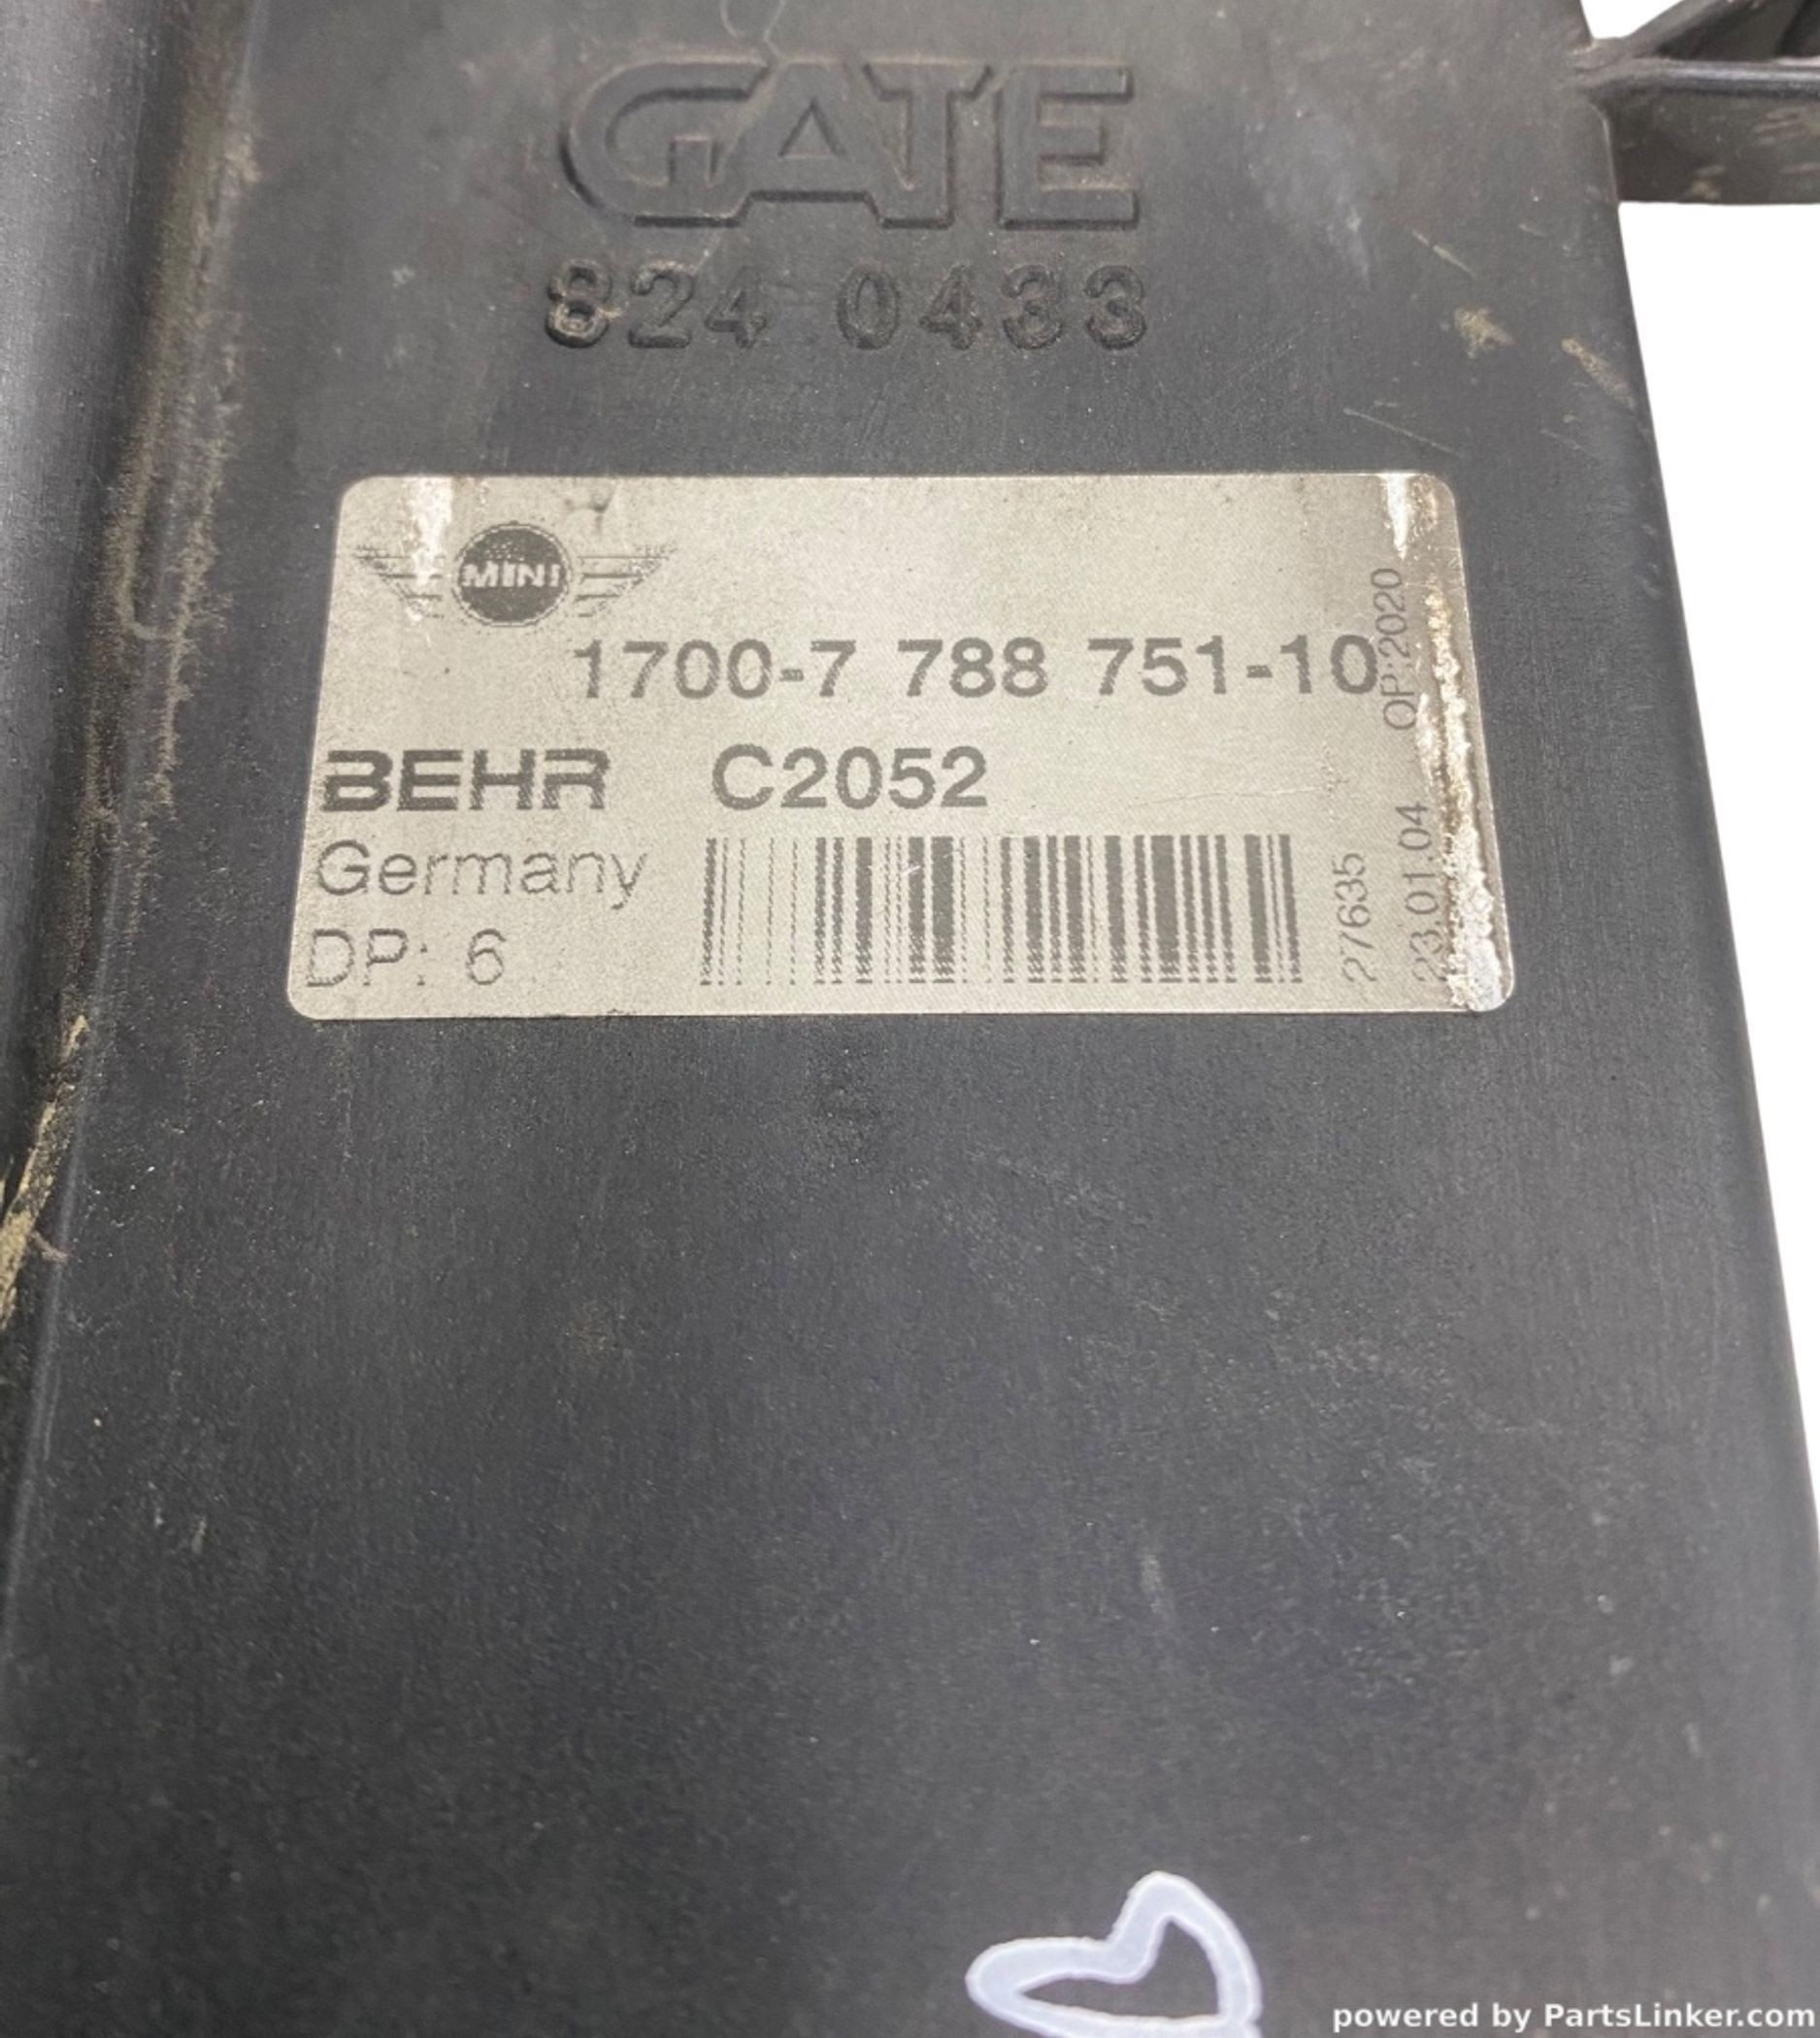 GATE
824 0433
MINI
1700-7 788 751-10
BEHR C2052
Germany
DP: 6
27635
23.01.04 OP:2020
powered by PartsLinker.com